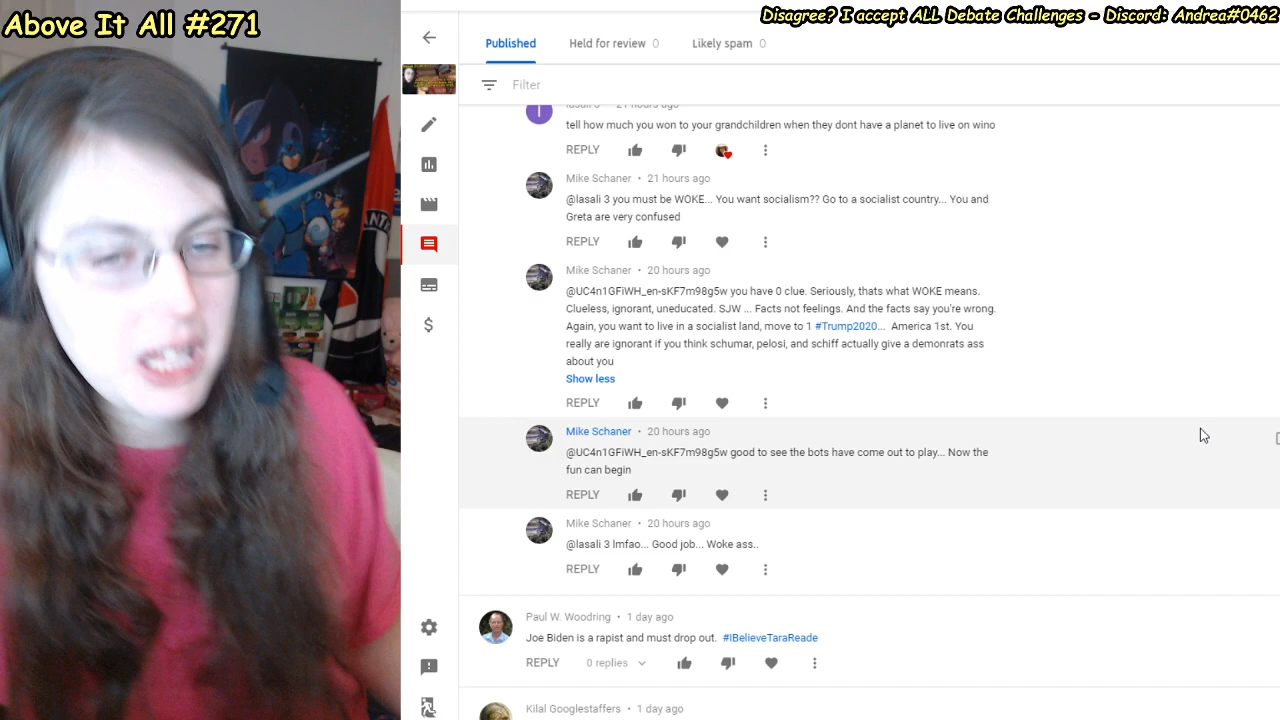 Above It All #271
Disagree? I accept ALL Debate Challenges - Discord: Andrea#0462
Published
Held for review 0
Likely spam 0
Filter
lasali 3 • 21 hours ago
tell how much you won to your grandchildren when they dont have a planet to live on wino
REPLY
Mike Schaner • 21 hours ago
@lasali 3 you must be WOKE... You want socialism?? Go to a socialist country... You and
Greta are very confused
REPLY
Mike Schaner • 20 hours ago
@UC4n1GFiWH_en-sKF7m98g5w you have 0 clue. Seriously, thats what WOKE means.
Clueless, ignorant, uneducated. SJW ... Facts not feelings. And the facts say you're wrong.
Again, you want to live in a socialist land, move to 1 #Trump2020... America 1st. You
really are ignorant if you think schumar, pelosi, and schiff actually give a demonrats ass
about you
Show less
REPLY
Mike Schaner • 20 hours ago
@UC4n1GFiWH_en-sKF7m98g5w good to see the bots have come out to play... Now the
fun can begin
REPLY
Mike Schaner • 20 hours ago
@lasali 3 lmfao... Good job... Woke ass..
REPLY
Paul W. Woodring • 1 day ago
Joe Biden is a rapist and must drop out. #IBelieveTaraReade
REPLY 0 replies
Kilal Googlestaffers • 1 day ago